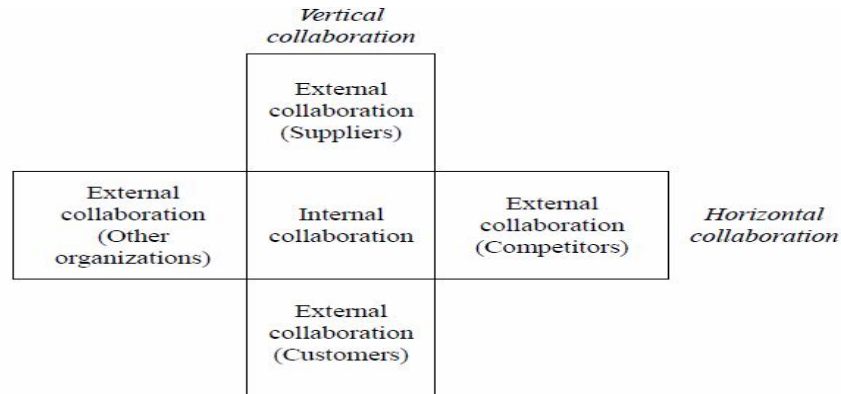 Vertical
collaboration
External
collaboration
(Suppliers)
External
collaboration
(Other
organizations)
Internal
collaboration
External
collaboration
(Competitors)
Horizontal
collaboration
External
collaboration
(Customers)